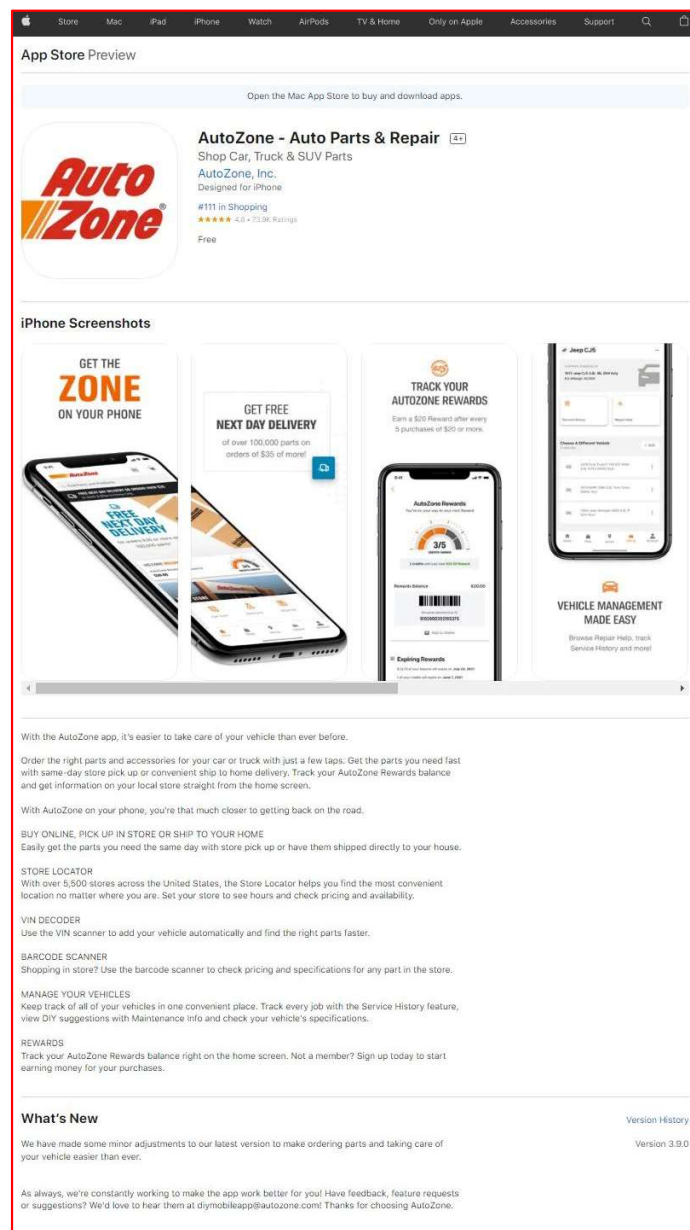 Store Mac iPad iPhone Watch AirPods TV & Home Only on Apple Accessories Support
App Store Preview
Open the Mac App Store to buy and download apps.
Auto Zone®
AutoZone - Auto Parts & Repair 4+
Shop Car, Truck & SUV Parts
AutoZone, Inc.
Designed for iPhone
#111 in Shopping
★★★★★ 4.8 • 73.9K Ratings
Free
iPhone Screenshots
GET THE
ZONE
ON YOUR PHONE
FREE
NEXT DAY
DELIVERY
GET FREE
NEXT DAY DELIVERY
of over 100,000 parts on
orders of $35 of more!
TRACK YOUR
AUTOZONE REWARDS
Earn a $20 Reward after every
5 purchases of $20 or more.
AutoZone Rewards
3/5
Rewards Balance $20.00
Expiring Rewards
Jeep CJ5
Choose A Different Vehicle
VEHICLE MANAGEMENT
MADE EASY
Browse Repair Help, track
Service History and more!
With the AutoZone app, it's easier to take care of your vehicle than ever before.
Order the right parts and accessories for your car or truck with just a few taps. Get the parts you need fast
with same-day store pick up or convenient ship to home delivery. Track your AutoZone Rewards balance
and get information on your local store straight from the home screen.
With AutoZone on your phone, you're that much closer to getting back on the road.
BUY ONLINE, PICK UP IN STORE OR SHIP TO YOUR HOME
Easily get the parts you need the same day with store pick up or have them shipped directly to your house.
STORE LOCATOR
With over 5,500 stores across the United States, the Store Locator helps you find the most convenient
location no matter where you are. Set your store to see hours and check pricing and availability.
VIN DECODER
Use the VIN scanner to add your vehicle automatically and find the right parts faster.
BARCODE SCANNER
Shopping in store? Use the barcode scanner to check pricing and specifications for any part in the store.
MANAGE YOUR VEHICLES
Keep track of all of your vehicles in one convenient place. Track every job with the Service History feature,
view DIY suggestions with Maintenance Info and check your vehicle's specifications.
REWARDS
Track your AutoZone Rewards balance right on the home screen. Not a member? Sign up today to start
earning money for your purchases.
What's New Version History
We have made some minor adjustments to our latest version to make ordering parts and taking care of Version 3.9.0
your vehicle easier than ever.
As always, we're constantly working to make the app work better for you! Have feedback, feature requests
or suggestions? We'd love to hear them at diymobileapp@autozone.com! Thanks for choosing AutoZone.